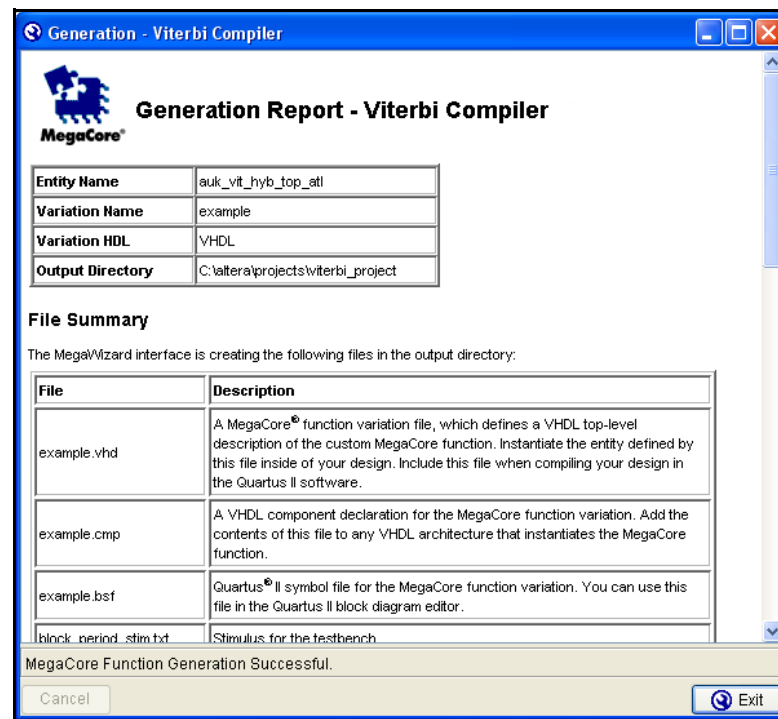 Generation - Viterbi Compiler
MegaCore®
Generation Report - Viterbi Compiler
Entity Name auk_vit_hyb_top_atl
Variation Name example
Variation HDL VHDL
Output Directory C:\altera\projects\viterbi_project
File Summary
The MegaWizard interface is creating the following files in the output directory:
File Description
example.vhd
A MegaCore® function variation file, which defines a VHDL top-level
description of the custom MegaCore function. Instantiate the entity defined by
this file inside of your design. Include this file when compiling your design in
the Quartus II software.
example.cmp
A VHDL component declaration for the MegaCore function variation. Add the
contents of this file to any VHDL architecture that instantiates the MegaCore
function.
example.bsf
Quartus® II symbol file for the MegaCore function variation. You can use this
file in the Quartus II block diagram editor.
block_period_stim.txt Stimulus for the testbench
MegaCore Function Generation Successful.
Cancel
Exit